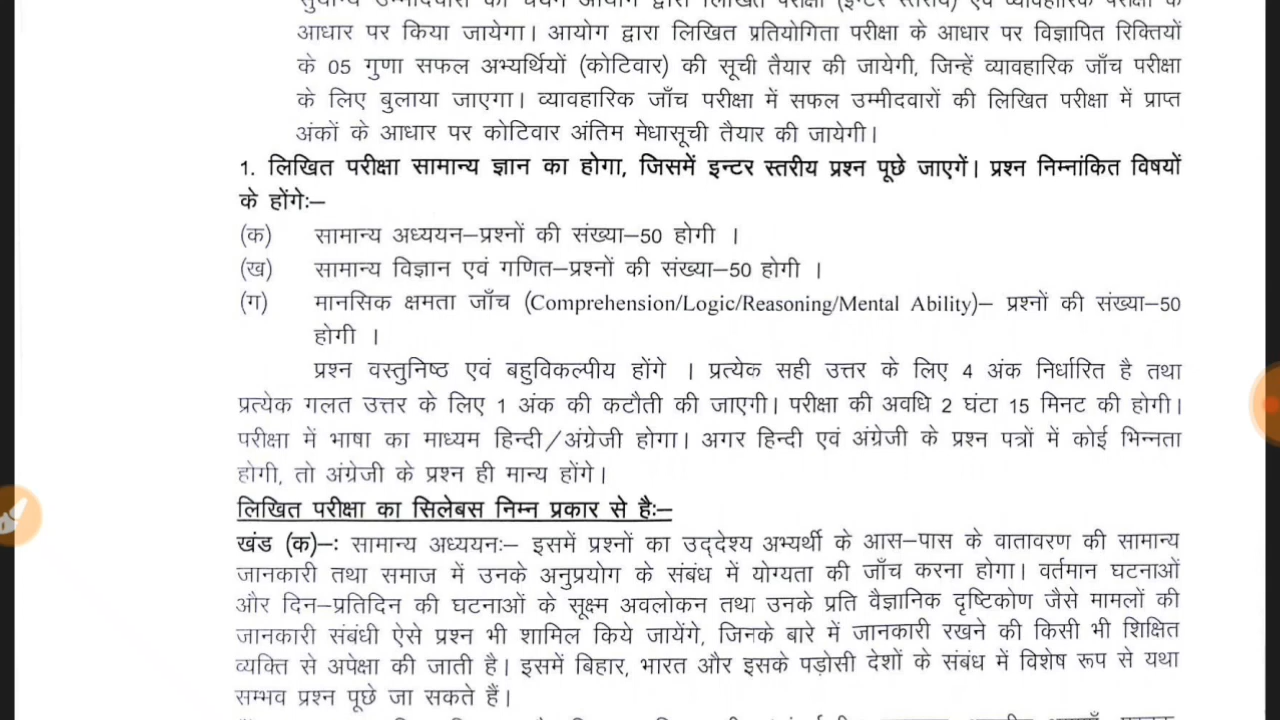 आधार पर किया जायेगा। आयोग द्वारा लिखित प्रतियोगिता परीक्षा के आधार पर विज्ञापित रिक्तियों
के 05 गुणा सफल अभ्यर्थियों (कोटिवार) की सूची तैयार की जायेगी, जिन्हें व्यावहारिक जाँच परीक्षा
के लिए बुलाया जाएगा। व्यावहारिक जाँच परीक्षा में सफल उम्मीदवारों की लिखित परीक्षा में प्राप्त
अंकों के आधार पर कोटिवार अंतिम मेधासूची तैयार की जायेगी।
1. लिखित परीक्षा सामान्य ज्ञान का होगा, जिसमें इन्टर स्तरीय प्रश्न पूछे जाएगें। प्रश्न निम्नांकित विषयों
के होंगेः–
(क) सामान्य अध्ययन–प्रश्नों की संख्या–50 होगी ।
(ख) सामान्य विज्ञान एवं गणित–प्रश्नों की संख्या–50 होगी ।
(ग) मानसिक क्षमता जाँच (Comprehension/Logic/Reasoning/Mental Ability)– प्रश्नों की संख्या–50
होगी ।
प्रश्न वस्तुनिष्ठ एवं बहुविकल्पीय होंगे । प्रत्येक सही उत्तर के लिए 4 अंक निर्धारित है तथा
प्रत्येक गलत उत्तर के लिए 1 अंक की कटौती की जाएगी। परीक्षा की अवधि 2 घंटा 15 मिनट की होगी।
परीक्षा में भाषा का माध्यम हिन्दी/अंग्रेजी होगा। अगर हिन्दी एवं अंग्रेजी के प्रश्न पत्रों में कोई भिन्नता
होगी, तो अंग्रेजी के प्रश्न ही मान्य होंगे।
लिखित परीक्षा का सिलेबस निम्न प्रकार से हैः–
खंड (क)–: सामान्य अध्ययनः– इसमें प्रश्नों का उद्देश्य अभ्यर्थी के आस–पास के वातावरण की सामान्य
जानकारी तथा समाज में उनके अनुप्रयोग के संबंध में योग्यता की जाँच करना होगा। वर्तमान घटनाओं
और दिन–प्रतिदिन की घटनाओं के सूक्ष्म अवलोकन तथा उनके प्रति वैज्ञानिक दृष्टिकोण जैसे मामलों की
जानकारी संबंधी ऐसे प्रश्न भी शामिल किये जायेंगे, जिनके बारे में जानकारी रखने की किसी भी शिक्षित
व्यक्ति से अपेक्षा की जाती है। इसमें बिहार, भारत और इसके पड़ोसी देशों के संबंध में विशेष रूप से यथा
सम्भव प्रश्न पूछे जा सकते हैं।